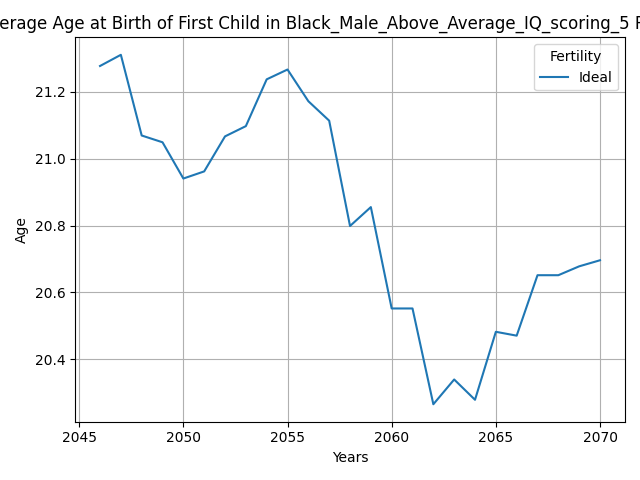 erage Age at Birth of First Child in Black_Male_Above_Average_IQ_scoring_5
Fertility
Ideal
21.2
21.0
20.8
20.6
20.4
Age
2045 2050 2055 2060 2065 2070
Years